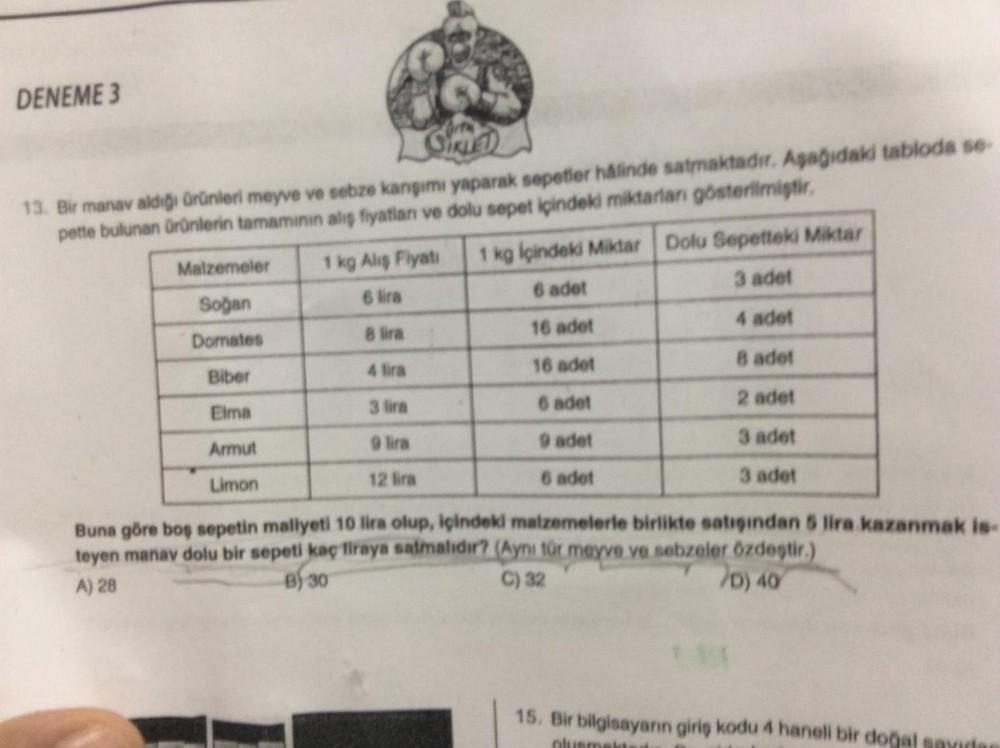 DENEME 3
ORTA
SIKLET
13. Bir manav aldığı ürünleri meyve ve sebze karışımı yaparak sepetler hâlinde satmaktadır. Aşağıdaki tabloda se-
pette bulunan ürünlerin tamamının alış fiyatları ve dolu sepet içindeki miktarları gösterilmiştir.
Malzemeler 1 kg Alış Fiyatı 1 kg İçindeki Miktar Dolu Sepetteki Miktar
Soğan 6 lira 6 adet 3 adet
Domates 8 lira 16 adet 4 adet
Biber 4 lira 16 adet 8 adet
Elma 3 lira 6 adet 2 adet
Armut 9 lira 9 adet 3 adet
Limon 12 lira 6 adet 3 adet
Buna göre boş sepetin maliyeti 10 lira olup, içindeki malzemelerle birlikte satışından 5 lira kazanmak is-
teyen manav dolu bir sepeti kaç liraya satmalıdır? (Aynı tür meyve ve sebzeler özdeştir.)
A) 28 B) 30 C) 32 D) 40
15. Bir bilgisayarın giriş kodu 4 haneli bir doğal